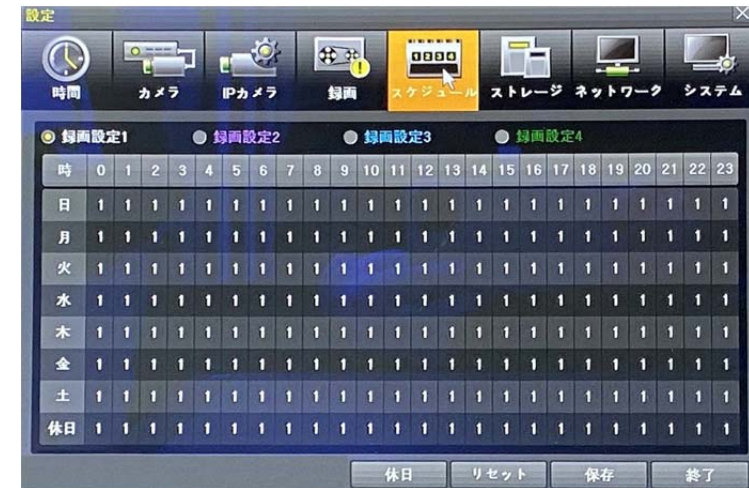 設定
時間 カメラ IPカメラ 録画 1234 スケジュール ストレージ ネットワーク システム
録画設定1 録画設定2 録画設定3 録画設定4
時 0 1 2 3 4 5 6 7 8 9 10 11 12 13 14 15 16 17 18 19 20 21 22 23
日 1 1 1 1 1 1 1 1 1 1 1 1 1 1 1 1 1 1 1 1 1 1 1 1
月 1 1 1 1 1 1 1 1 1 1 1 1 1 1 1 1 1 1 1 1 1 1 1 1
火 1 1 1 1 1 1 1 1 1 1 1 1 1 1 1 1 1 1 1 1 1 1 1 1
水 1 1 1 1 1 1 1 1 1 1 1 1 1 1 1 1 1 1 1 1 1 1 1 1
木 1 1 1 1 1 1 1 1 1 1 1 1 1 1 1 1 1 1 1 1 1 1 1 1
金 1 1 1 1 1 1 1 1 1 1 1 1 1 1 1 1 1 1 1 1 1 1 1 1
土 1 1 1 1 1 1 1 1 1 1 1 1 1 1 1 1 1 1 1 1 1 1 1 1
休日 1 1 1 1 1 1 1 1 1 1 1 1 1 1 1 1 1 1 1 1 1 1 1 1
休日 リセット 保存 終了